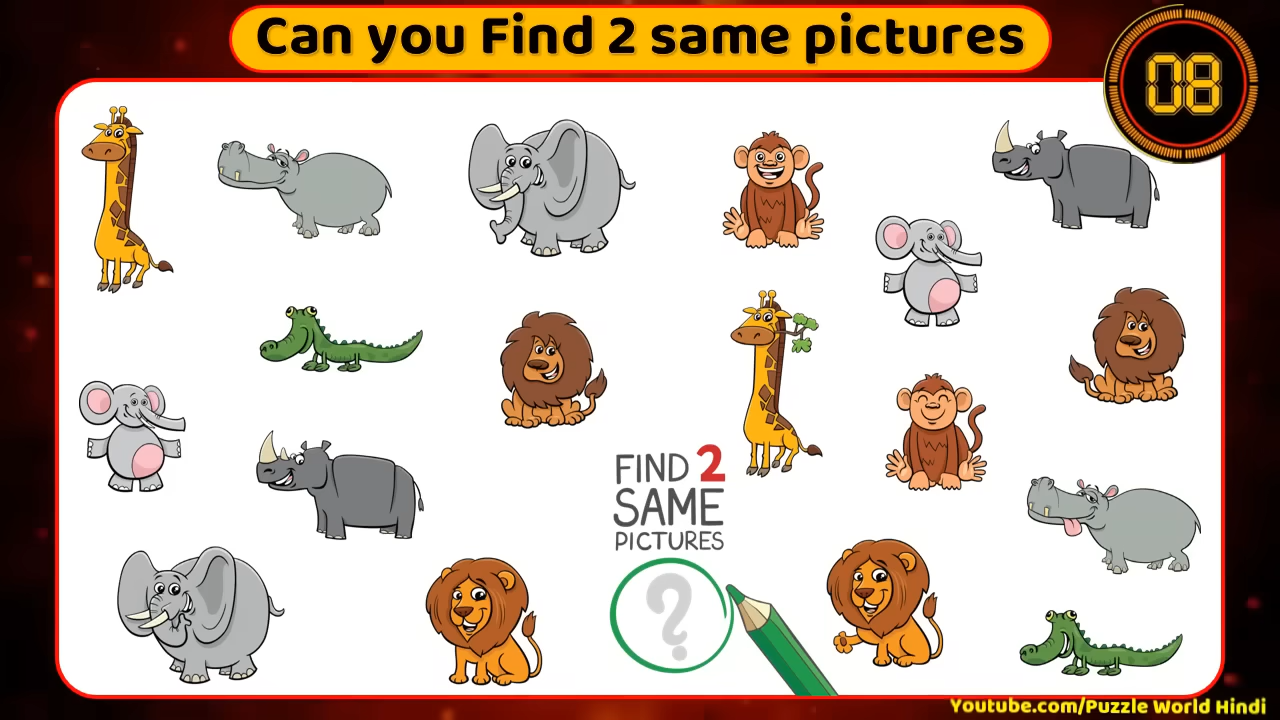 Can you Find 2 same pictures
08
FIND 2
SAME
PICTURES
?
Youtube.com/Puzzle World Hindi